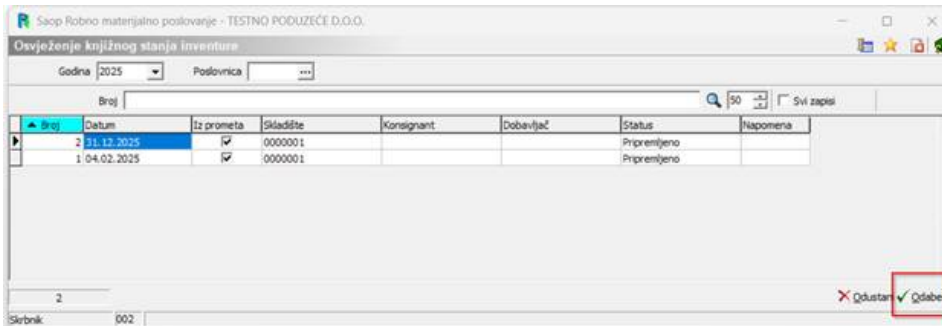 Saop Robno materijalno poslovanje - TESTNO PODUZEĆE D.O.O.
Osvježenje knjižnog stanja inventure
Godina 2025 Poslovnica ...
Broj 50 Svi zapisi
Broj Datum Iz prometa Skladište Konsignant Dobavljač Status Napomena
2 31.12.2025 0000001 Pripremljeno
1 04.02.2025 0000001 Pripremljeno
2 Odustan Odabe
Skrbnik 002